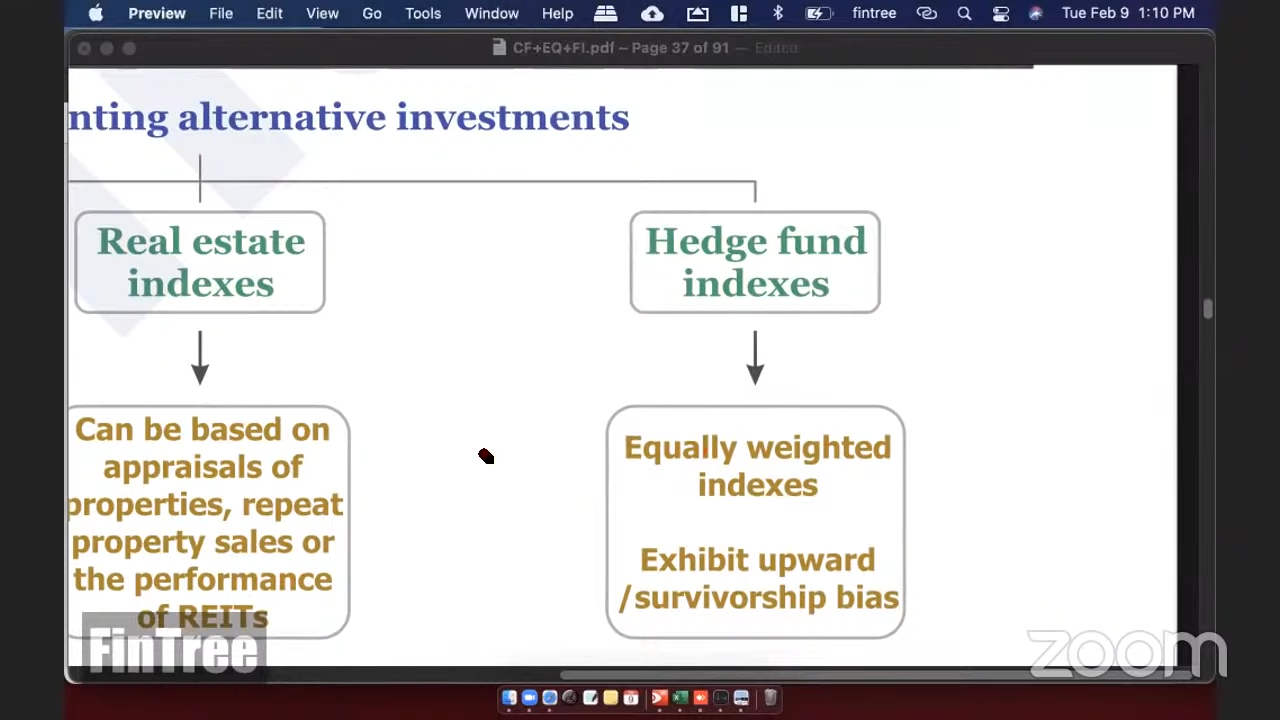 Preview File Edit View Go Tools Window Help fintree Tue Feb 9 1:10 PM
CF+EQ+FI.pdf – Page 37 of 91 — Edited
nting alternative investments
Real estate
indexes
Hedge fund
indexes
Can be based on
appraisals of
properties, repeat
property sales or
the performance
of REITs
Equally weighted
indexes
Exhibit upward
/survivorship bias
FinTree
zoom